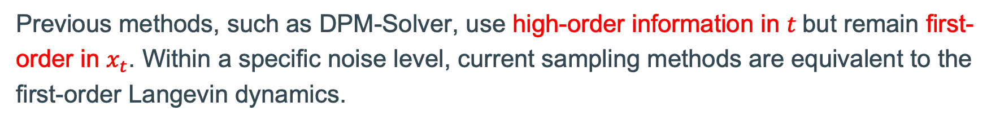 Previous methods, such as DPM-Solver, use high-order information in t but remain first-
order in xₜ. Within a specific noise level, current sampling methods are equivalent to the
first-order Langevin dynamics.